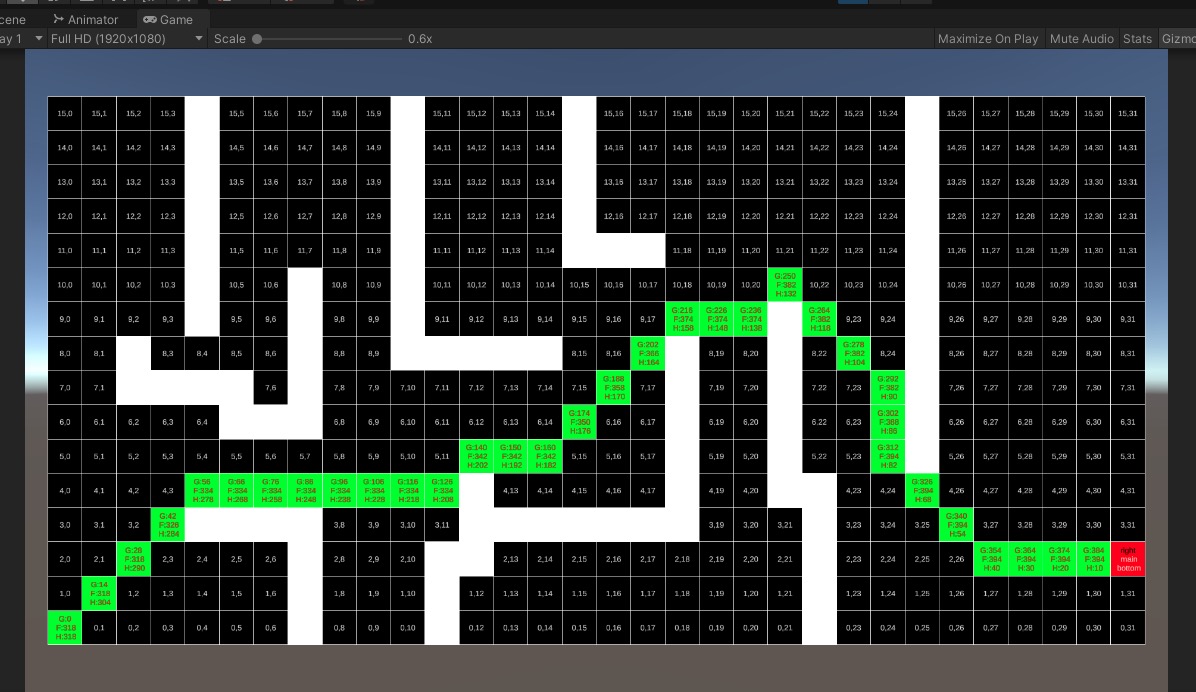 cene Animator Game
ay 1 Full HD (1920x1080) Scale 0.6x Maximize On Play Mute Audio Stats Gizmo
15,0 15,1 15,2 15,3 15,5 15,6 15,7 15,8 15,9 15,11 15,12 15,13 15,14 15,16 15,17 15,18 15,19 15,20 15,21 15,22 15,23 15,24 15,26 15,27 15,28 15,29 15,30 15,31
14,0 14,1 14,2 14,3 14,5 14,6 14,7 14,8 14,9 14,11 14,12 14,13 14,14 14,16 14,17 14,18 14,19 14,20 14,21 14,22 14,23 14,24 14,26 14,27 14,28 14,29 14,30 14,31
13,0 13,1 13,2 13,3 13,5 13,6 13,7 13,8 13,9 13,11 13,12 13,13 13,14 13,16 13,17 13,18 13,19 13,20 13,21 13,22 13,23 13,24 13,26 13,27 13,28 13,29 13,30 13,31
12,0 12,1 12,2 12,3 12,5 12,6 12,7 12,8 12,9 12,11 12,12 12,13 12,14 12,16 12,17 12,18 12,19 12,20 12,21 12,22 12,23 12,24 12,26 12,27 12,28 12,29 12,30 12,31
11,0 11,1 11,2 11,3 11,5 11,6 11,7 11,8 11,9 11,11 11,12 11,13 11,14 11,18 11,19 11,20 11,21 11,22 11,23 11,24 11,26 11,27 11,28 11,29 11,30 11,31
10,0 10,1 10,2 10,3 10,5 10,6 10,8 10,9 10,11 10,12 10,13 10,14 10,15 10,16 10,17 10,18 10,19 10,20 G:250 F:382 H:132 10,22 10,23 10,24 10,26 10,27 10,28 10,29 10,30 10,31
9,0 9,1 9,2 9,3 9,5 9,6 9,8 9,9 9,11 9,12 9,13 9,14 9,15 9,16 9,17 G:216 F:374 H:158 G:226 F:374 H:148 G:236 F:374 H:138 G:264 F:382 H:118 9,23 9,24 9,26 9,27 9,28 9,29 9,30 9,31
8,0 8,1 8,3 8,4 8,5 8,6 8,8 8,9 8,15 8,16 G:202 F:366 H:164 8,19 8,20 8,22 G:278 F:382 H:104 8,24 8,26 8,27 8,28 8,29 8,30 8,31
7,0 7,1 7,6 7,8 7,9 7,10 7,11 7,12 7,13 7,14 7,15 G:188 F:358 H:170 7,17 7,19 7,20 7,22 7,23 G:292 F:382 H:90 7,26 7,27 7,28 7,29 7,30 7,31
6,0 6,1 6,2 6,3 6,4 6,8 6,9 6,10 6,11 6,12 6,13 6,14 G:174 F:350 H:176 6,16 6,17 6,19 6,20 6,22 6,23 G:302 F:388 H:86 6,26 6,27 6,28 6,29 6,30 6,31
5,0 5,1 5,2 5,3 5,4 5,5 5,6 5,7 5,8 5,9 5,10 5,11 G:140 F:342 H:202 G:150 F:342 H:192 G:160 F:342 H:182 5,15 5,16 5,17 5,19 5,20 5,22 5,23 G:312 F:394 H:82 5,26 5,27 5,28 5,29 5,30 5,31
4,0 4,1 4,2 4,3 G:56 F:334 H:278 G:66 F:334 H:268 G:76 F:334 H:258 G:86 F:334 H:248 G:96 F:334 H:238 G:106 F:334 H:228 G:116 F:334 H:218 G:126 F:334 H:208 4,13 4,14 4,15 4,16 4,17 4,19 4,20 4,23 4,24 G:326 F:394 H:68 4,26 4,27 4,28 4,29 4,30 4,31
3,0 3,1 3,2 G:42 F:326 H:284 3,8 3,9 3,10 3,11 3,19 3,20 3,21 3,23 3,24 3,25 G:340 F:394 H:54 3,27 3,28 3,29 3,30 3,31
2,0 2,1 G:28 F:318 H:290 2,3 2,4 2,5 2,6 2,8 2,9 2,10 2,13 2,14 2,15 2,16 2,17 2,18 2,19 2,20 2,21 2,23 2,24 2,25 2,26 G:354 F:394 H:40 G:364 F:394 H:30 G:374 F:394 H:20 G:384 F:394 H:10 right main bottom
1,0 G:14 F:318 H:304 1,2 1,3 1,4 1,5 1,6 1,8 1,9 1,10 1,12 1,13 1,14 1,15 1,16 1,17 1,18 1,19 1,20 1,21 1,23 1,24 1,25 1,26 1,27 1,28 1,29 1,30 1,31
G:0 F:318 H:318 0,1 0,2 0,3 0,4 0,5 0,6 0,8 0,9 0,10 0,12 0,13 0,14 0,15 0,16 0,17 0,18 0,19 0,20 0,21 0,23 0,24 0,25 0,26 0,27 0,28 0,29 0,30 0,31